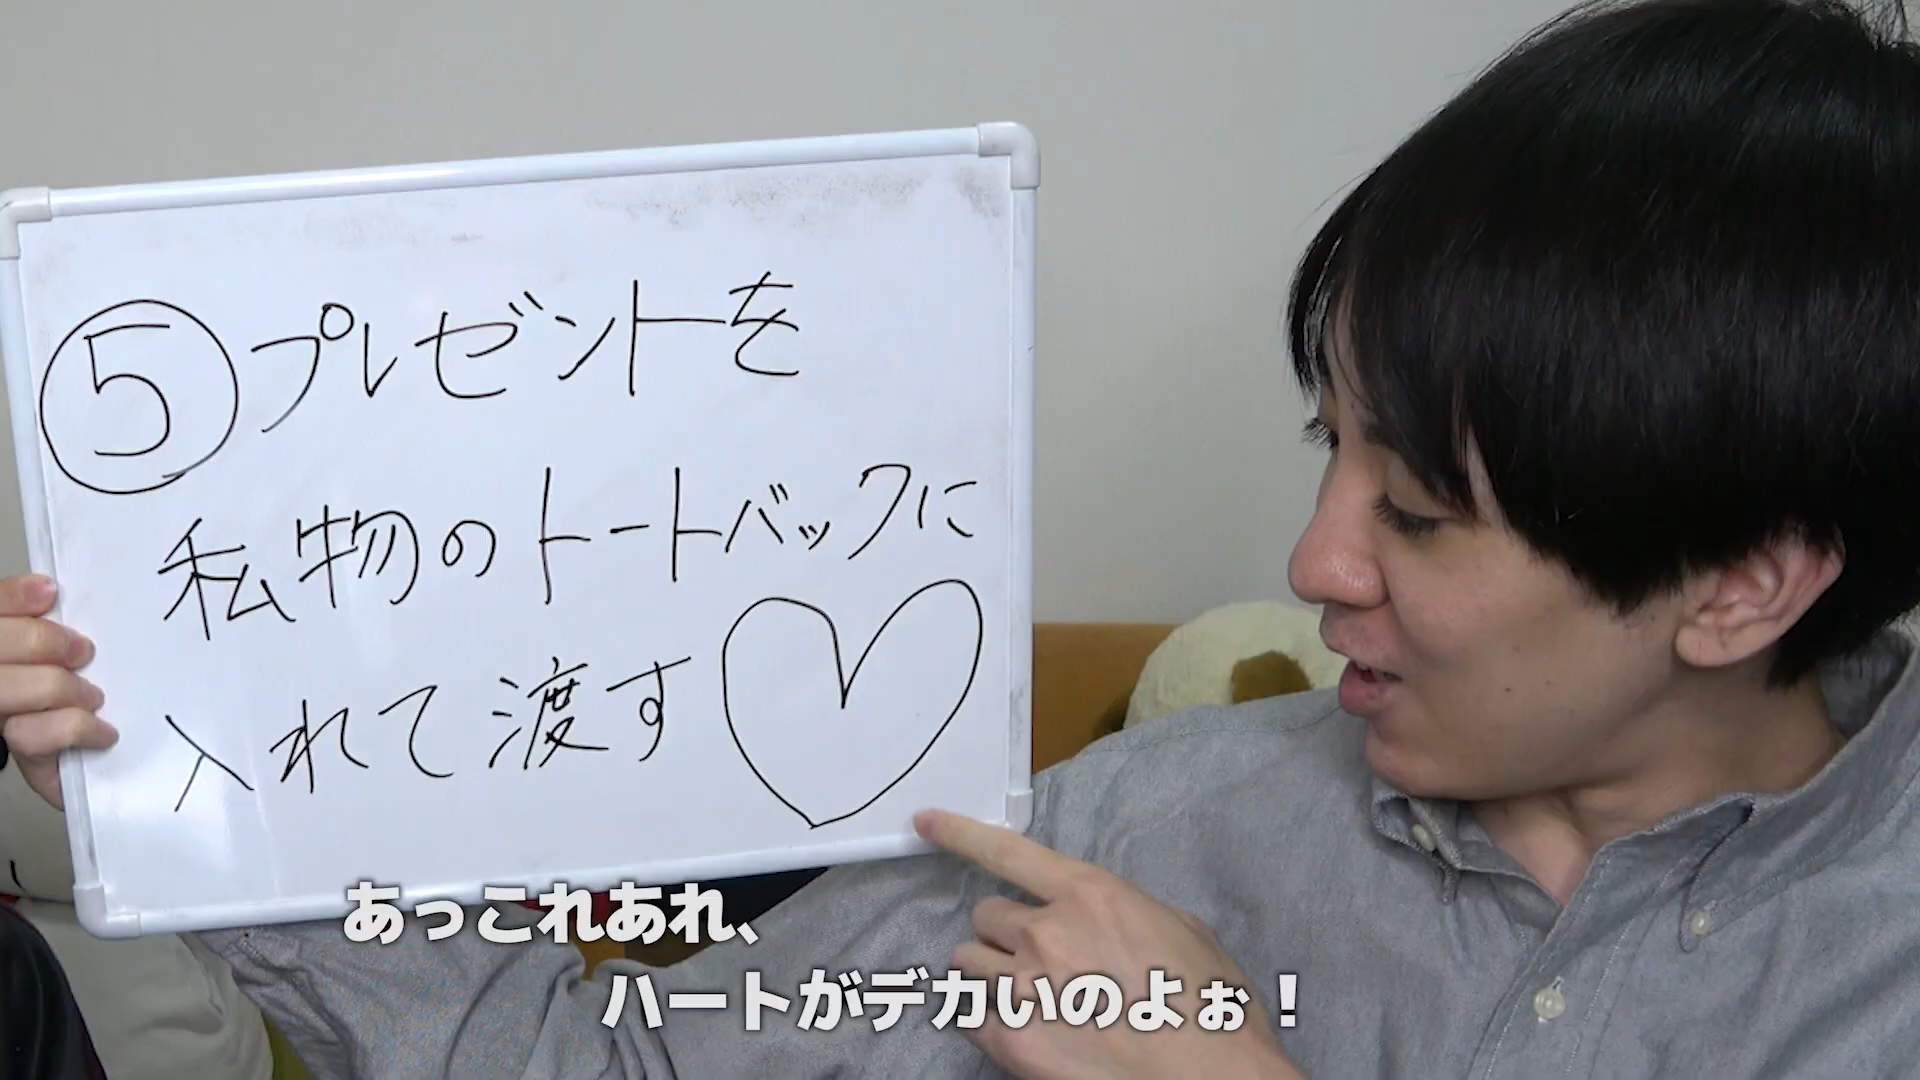 ⑤プレゼントを
私物のトートバックに
入れて渡す
あっこれあれ、
ハートがデカいのよぉ！